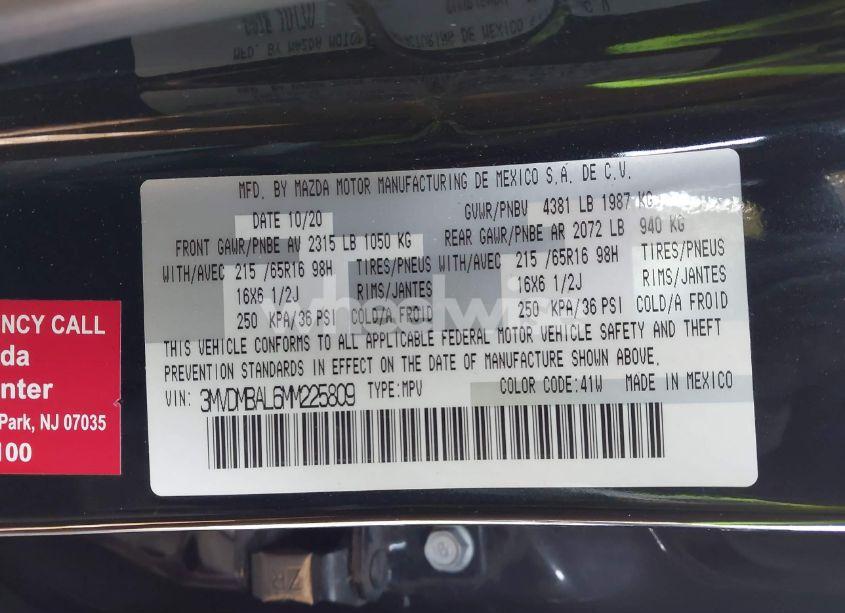 MFD. BY MAZDA MOTOR MANUFACTURING DE MEXICO S.A. DE C.V.
DATE 10/20 GVWR/PNBV 4381 LB 1987 KG
FRONT GAWR/PNBE AV 2315 LB 1050 KG REAR GAWR/PNBE AR 2072 LB 940 KG
WITH/AVEC 215 /65R16 98H TIRES/PNEUS WITH/AVEC 215 /65R16 98H TIRES/PNEUS
16X6 1/2J RIMS/JANTES 16X6 1/2J RIMS/JANTES
250 KPA/36 PSI COLD/A FROID 250 KPA/36 PSI COLD/A FROID
THIS VEHICLE CONFORMS TO ALL APPLICABLE FEDERAL MOTOR VEHICLE SAFETY AND THEFT
PREVENTION STANDARDS IN EFFECT ON THE DATE OF MANUFACTURE SHOWN ABOVE.
VIN: 3MVDMBAL6MM225809 TYPE:MPV COLOR CODE:41W MADE IN MEXICO
NCY CALL
da
nter
Park, NJ 07035
100
8